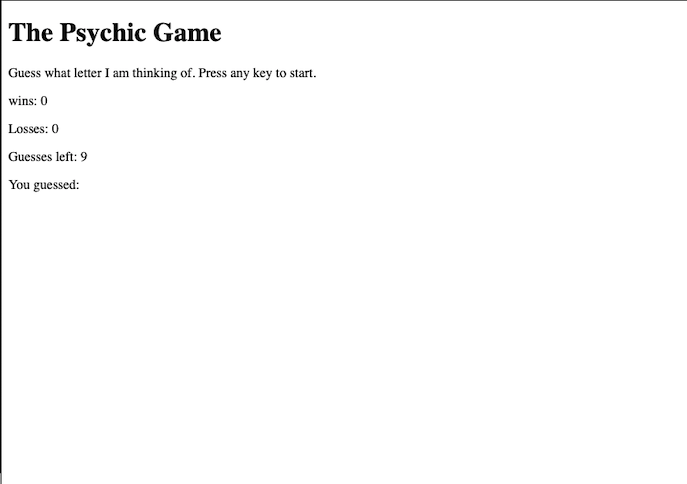 The Psychic Game
Guess what letter I am thinking of. Press any key to start.
wins: 0
Losses: 0
Guesses left: 9
You guessed: